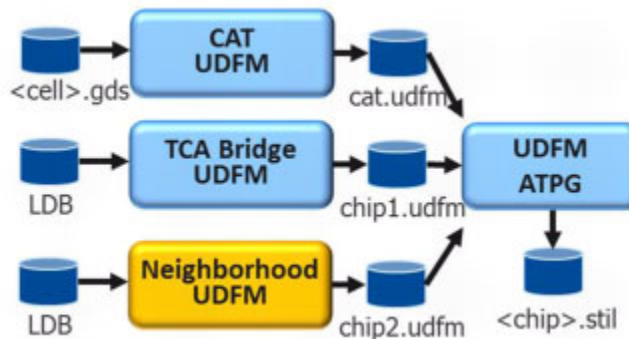 CAT
UDFM
<cell>.gds
cat.udfm
TCA Bridge
UDFM
UDFM
ATPG
LDB
chip1.udfm
Neighborhood
UDFM
LDB
chip2.udfm
<chip>.stil